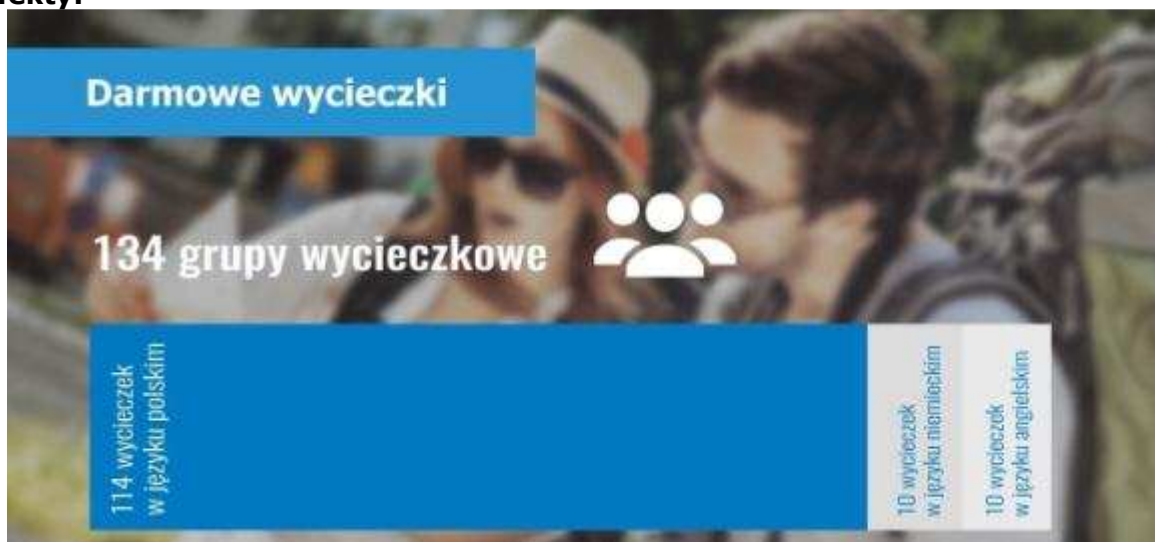 Darmowe wycieczki
134 grupy wycieczkowe
114 wycieczek
w języku polskim
10 wycieczek
w języku niemieckim
10 wycieczek
w języku angielskim